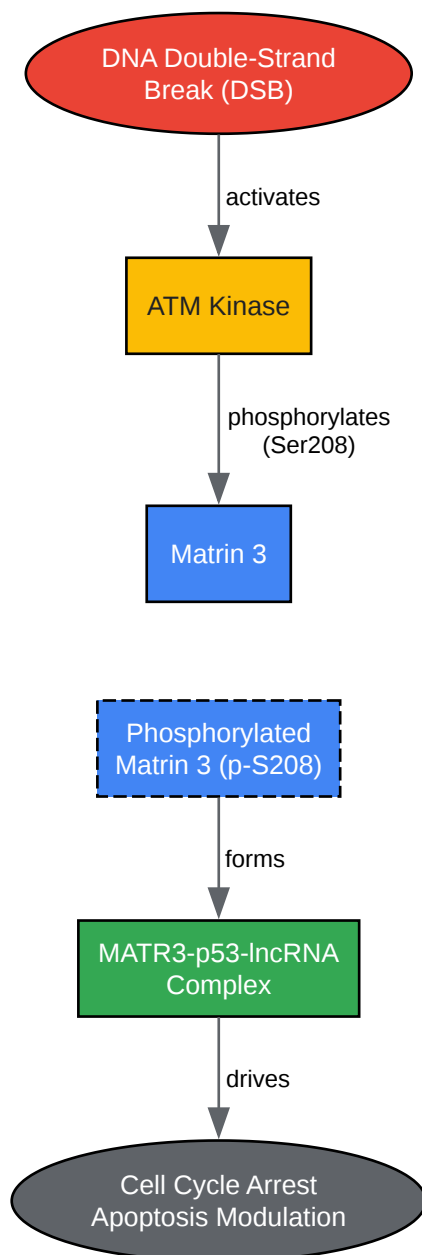 DNA Double-Strand
Break (DSB)
activates
ATM Kinase
phosphorylates
(Ser208)
Matrin 3
Phosphorylated
Matrin 3 (p-S208)
forms
MATR3-p53-lncRNA
Complex
drives
Cell Cycle Arrest
Apoptosis Modulation